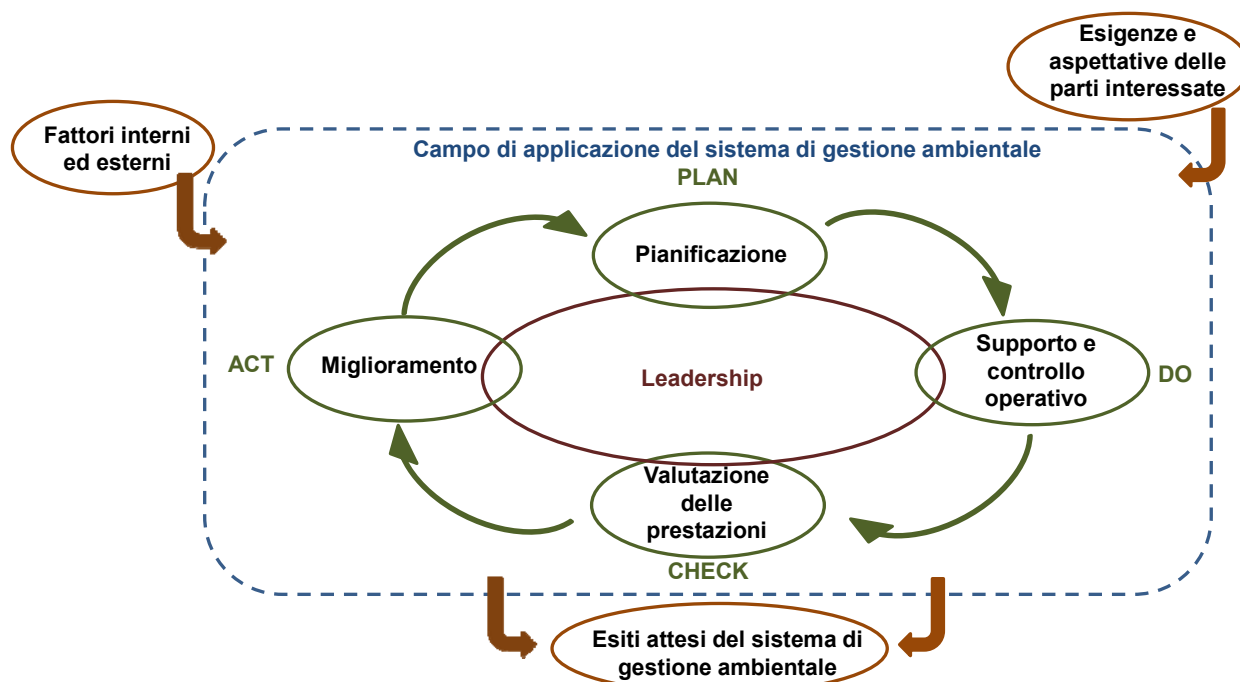 Esigenze e
aspettative delle
parti interessate
Fattori interni
ed esterni
Campo di applicazione del sistema di gestione ambientale
PLAN
Pianificazione
ACT
Miglioramento
Leadership
Supporto e
controllo
operativo
DO
Valutazione
delle
prestazioni
CHECK
Esiti attesi del sistema di
gestione ambientale